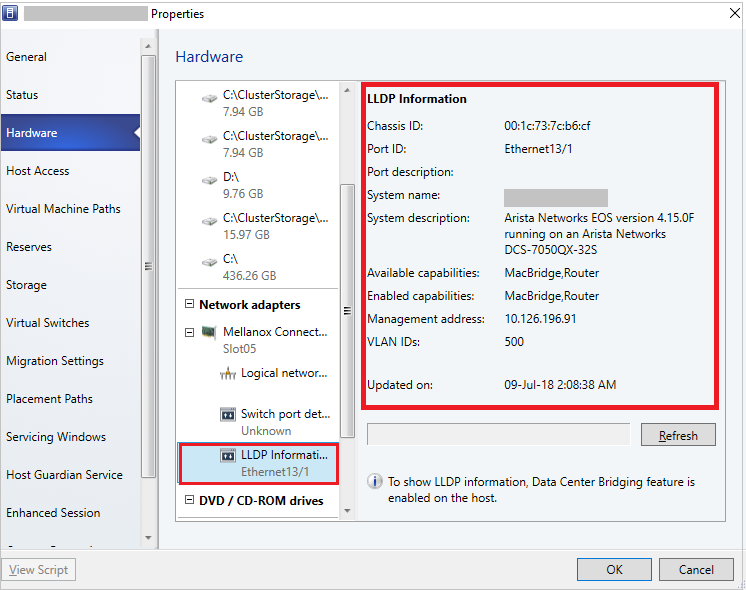 Properties
General
Status
Hardware
Host Access
Virtual Machine Paths
Reserves
Storage
Virtual Switches
Migration Settings
Placement Paths
Servicing Windows
Host Guardian Service
Enhanced Session
Hardware
C:\ClusterStorage\...
7.94 GB
C:\ClusterStorage\...
7.94 GB
D:\
9.76 GB
C:\ClusterStorage\...
15.97 GB
C:\
436.26 GB
Network adapters
Mellanox Connect...
Slot05
Logical networ...
Switch port det...
Unknown
LLDP Informati...
Ethernet13/1
DVD / CD-ROM drives
LLDP Information
Chassis ID: 00:1c:73:7c:b6:cf
Port ID: Ethernet13/1
Port description:
System name:
System description: Arista Networks EOS version 4.15.0F
running on an Arista Networks
DCS-7050QX-32S
Available capabilities: MacBridge,Router
Enabled capabilities: MacBridge,Router
Management address: 10.126.196.91
VLAN IDs: 500
Updated on: 09-Jul-18 2:08:38 AM
Refresh
To show LLDP information, Data Center Bridging feature is
enabled on the host.
View Script
OK
Cancel